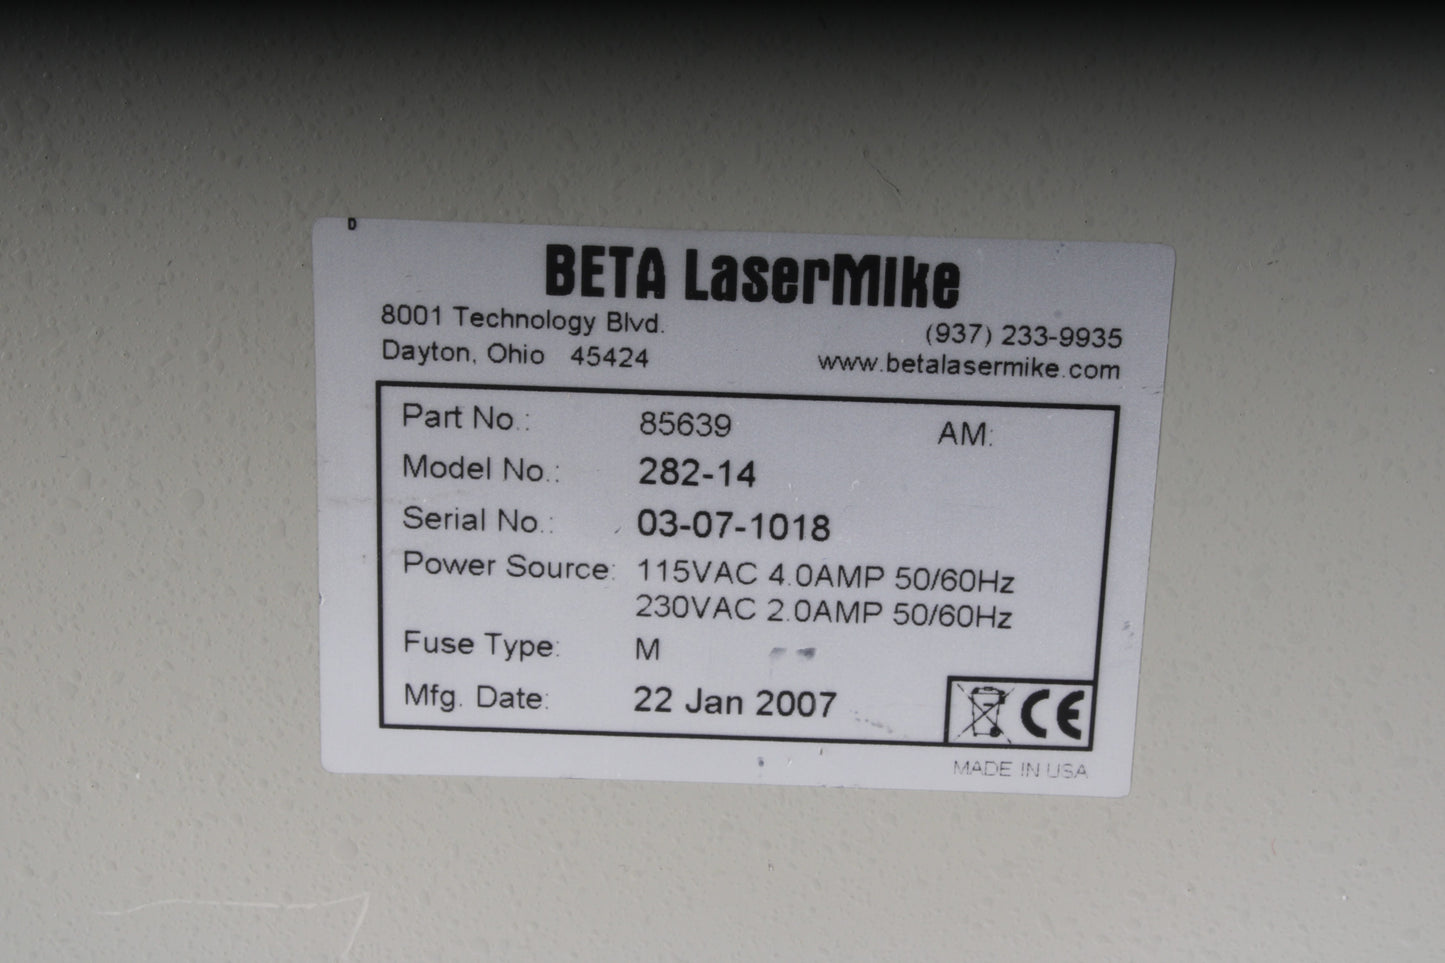 D
BETA LaserMike
8001 Technology Blvd.
Dayton, Ohio 45424
(937) 233-9935
www.betalasermike.com
Part No.: 85639 AM:
Model No.: 282-14
Serial No.: 03-07-1018
Power Source: 115VAC 4.0AMP 50/60Hz
230VAC 2.0AMP 50/60Hz
Fuse Type: M
Mfg. Date: 22 Jan 2007
CE
MADE IN USA